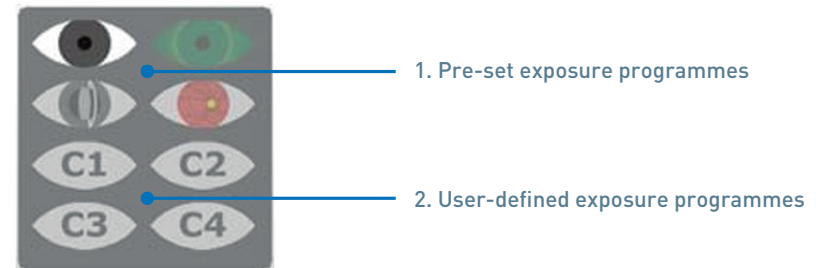 1. Pre-set exposure programmes
C1 C2
2. User-defined exposure programmes
C3 C4